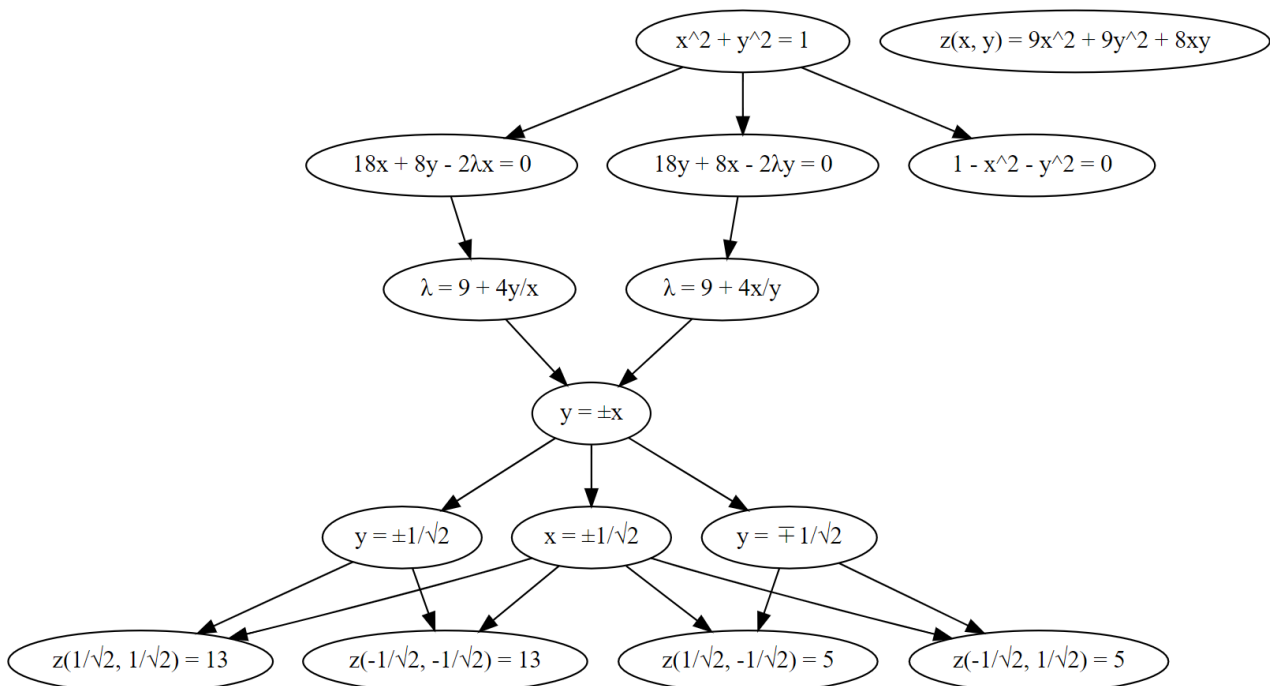 x^2 + y^2 = 1
z(x, y) = 9x^2 + 9y^2 + 8xy
18x + 8y - 2λx = 0
18y + 8x - 2λy = 0
1 - x^2 - y^2 = 0
λ = 9 + 4y/x
λ = 9 + 4x/y
y = ±x
y = ±1/√2
x = ±1/√2
y = ∓1/√2
z(1/√2, 1/√2) = 13
z(-1/√2, -1/√2) = 13
z(1/√2, -1/√2) = 5
z(-1/√2, 1/√2) = 5